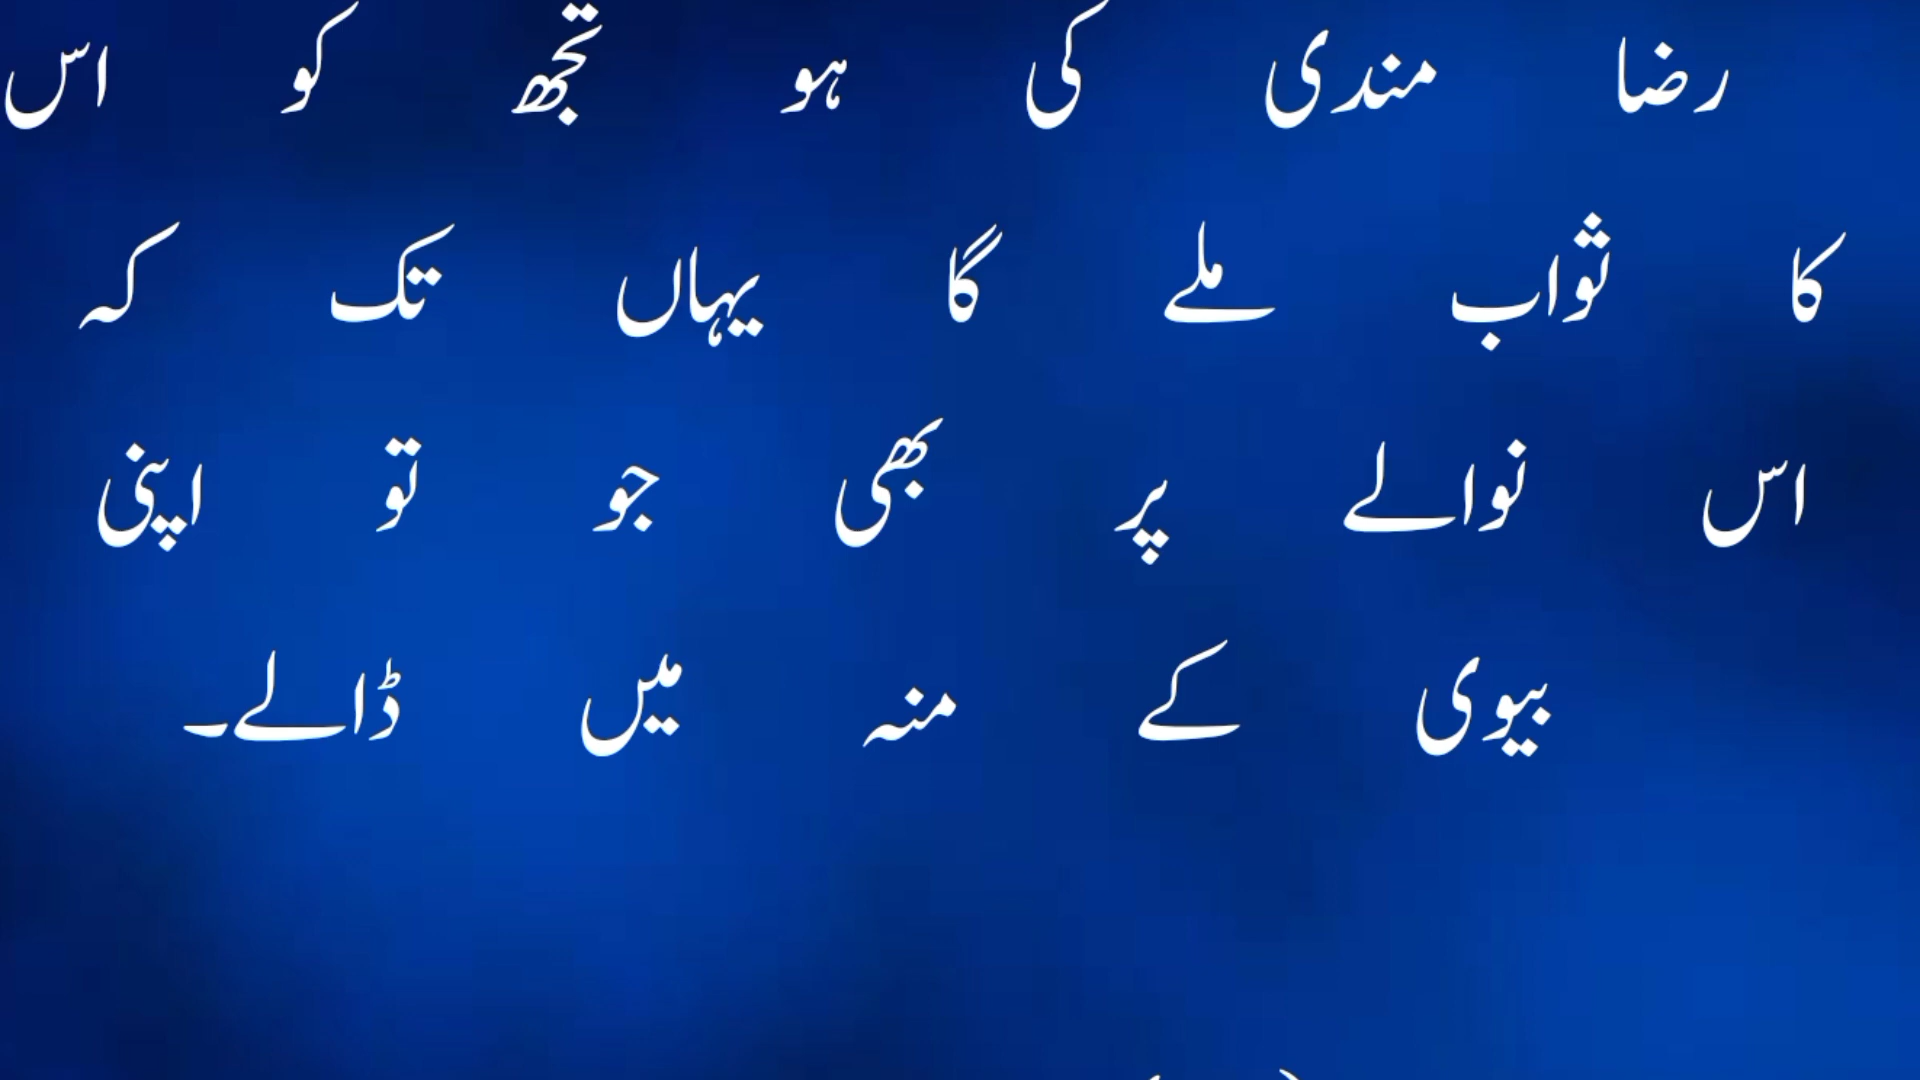 رضا مندی کی ہو تجھ کو اس
کا ثواب ملے گا یہاں تک کہ
اس نوالے پر بھی جو تو اپنی
بیوی کے منہ میں ڈالے۔